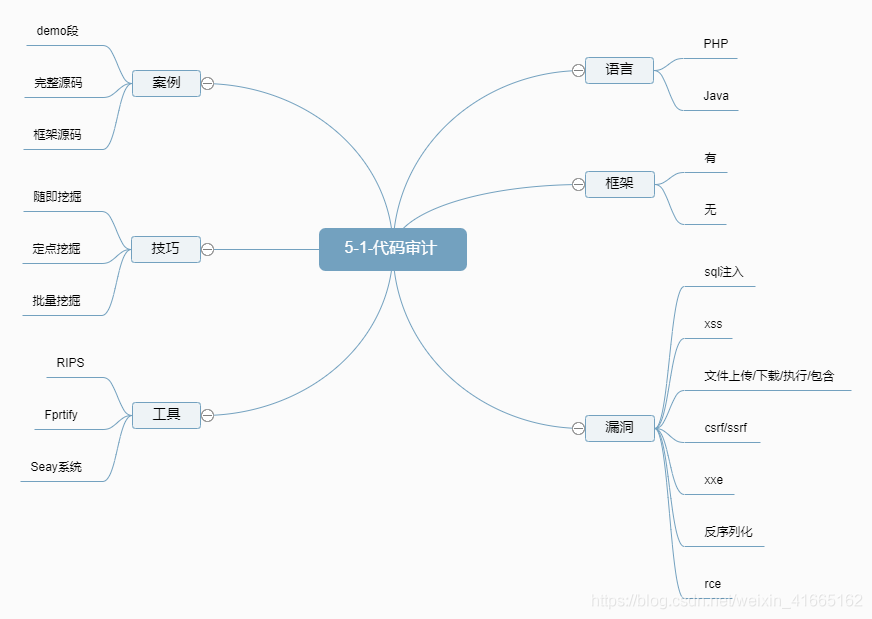 5-1-代码审计
案例
demo段
完整源码
框架源码
技巧
随即挖掘
定点挖掘
批量挖掘
工具
RIPS
Fprtify
Seay系统
语言
PHP
Java
框架
有
无
漏洞
sql注入
xss
文件上传/下载/执行/包含
csrf/ssrf
xxe
反序列化
rce
https://blog.csdn.net/weixin_41665162